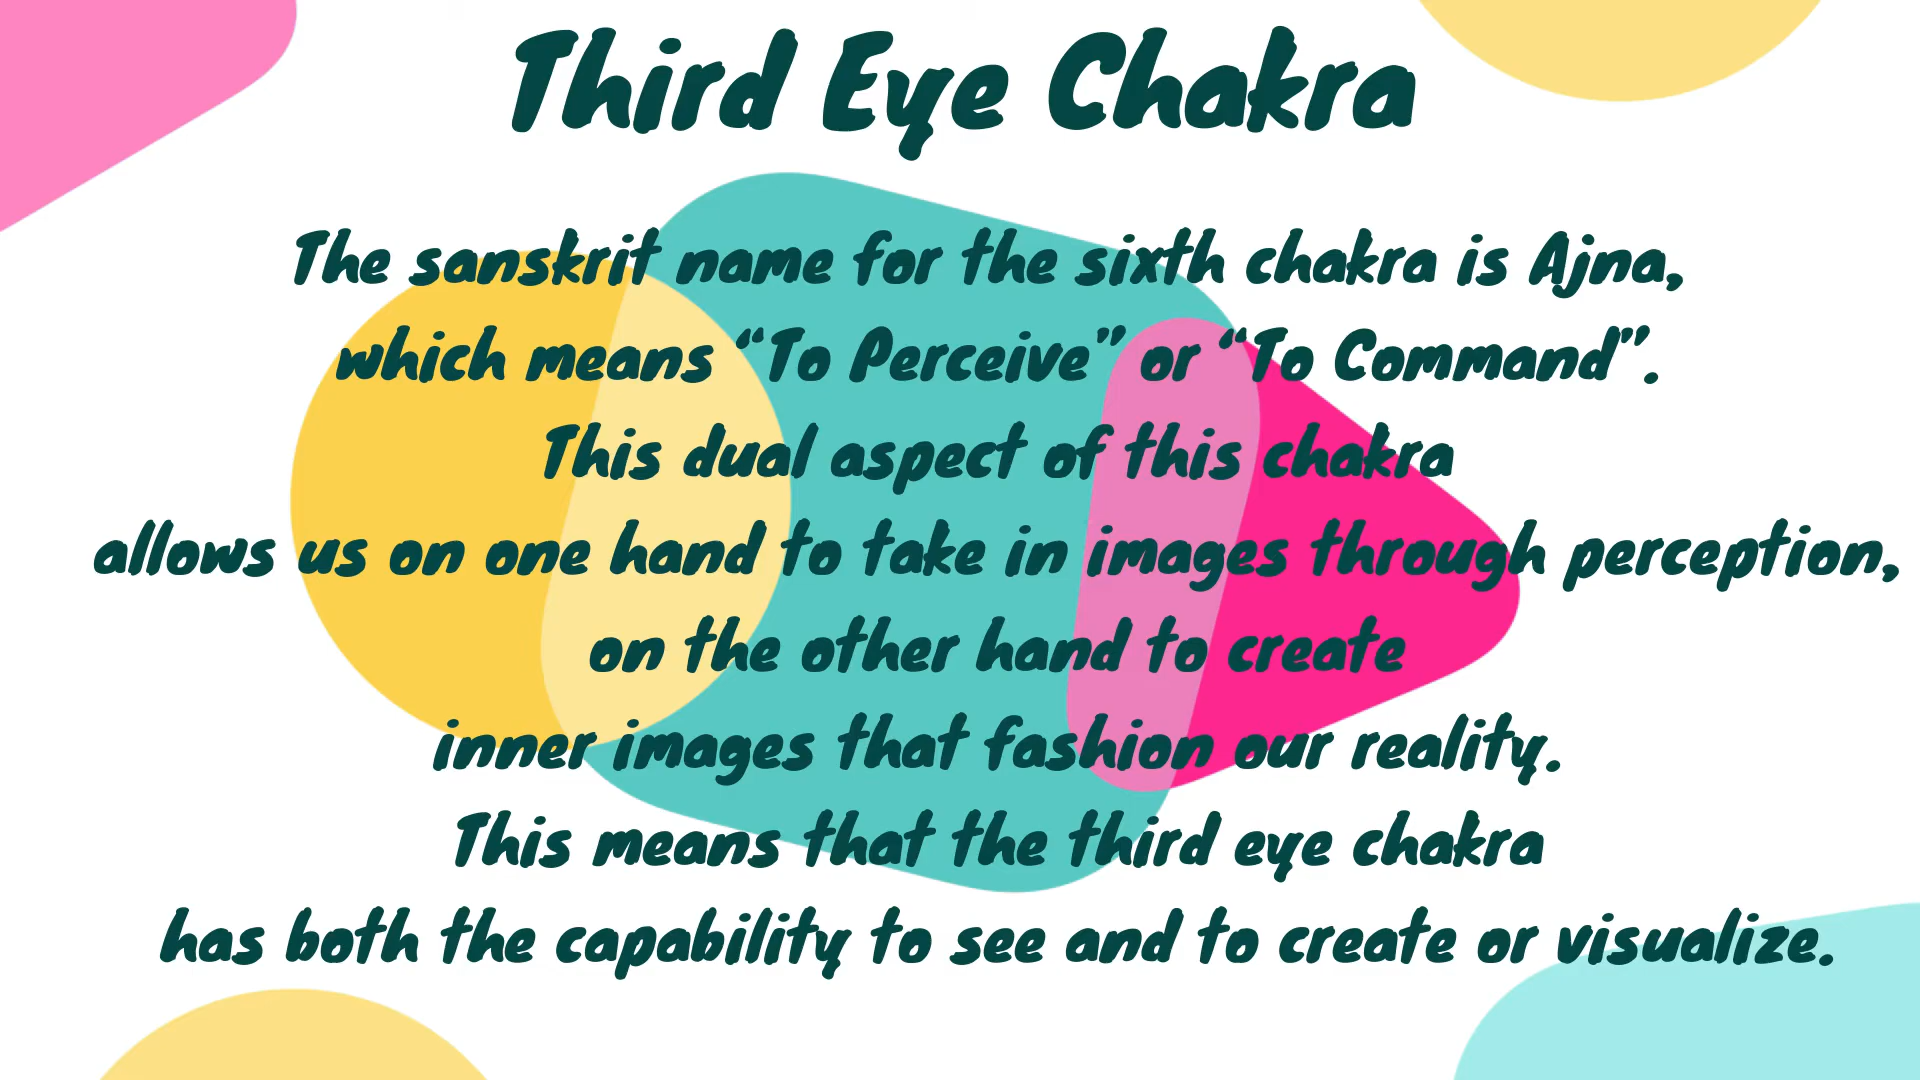 Third Eye Chakra
The sanskrit name for the sixth chakra is Ajna,
which means “To Perceive” or “To Command”.
This dual aspect of this chakra
allows us on one hand to take in images through perception,
on the other hand to create
inner images that fashion our reality.
This means that the third eye chakra
has both the capability to see and to create or visualize.